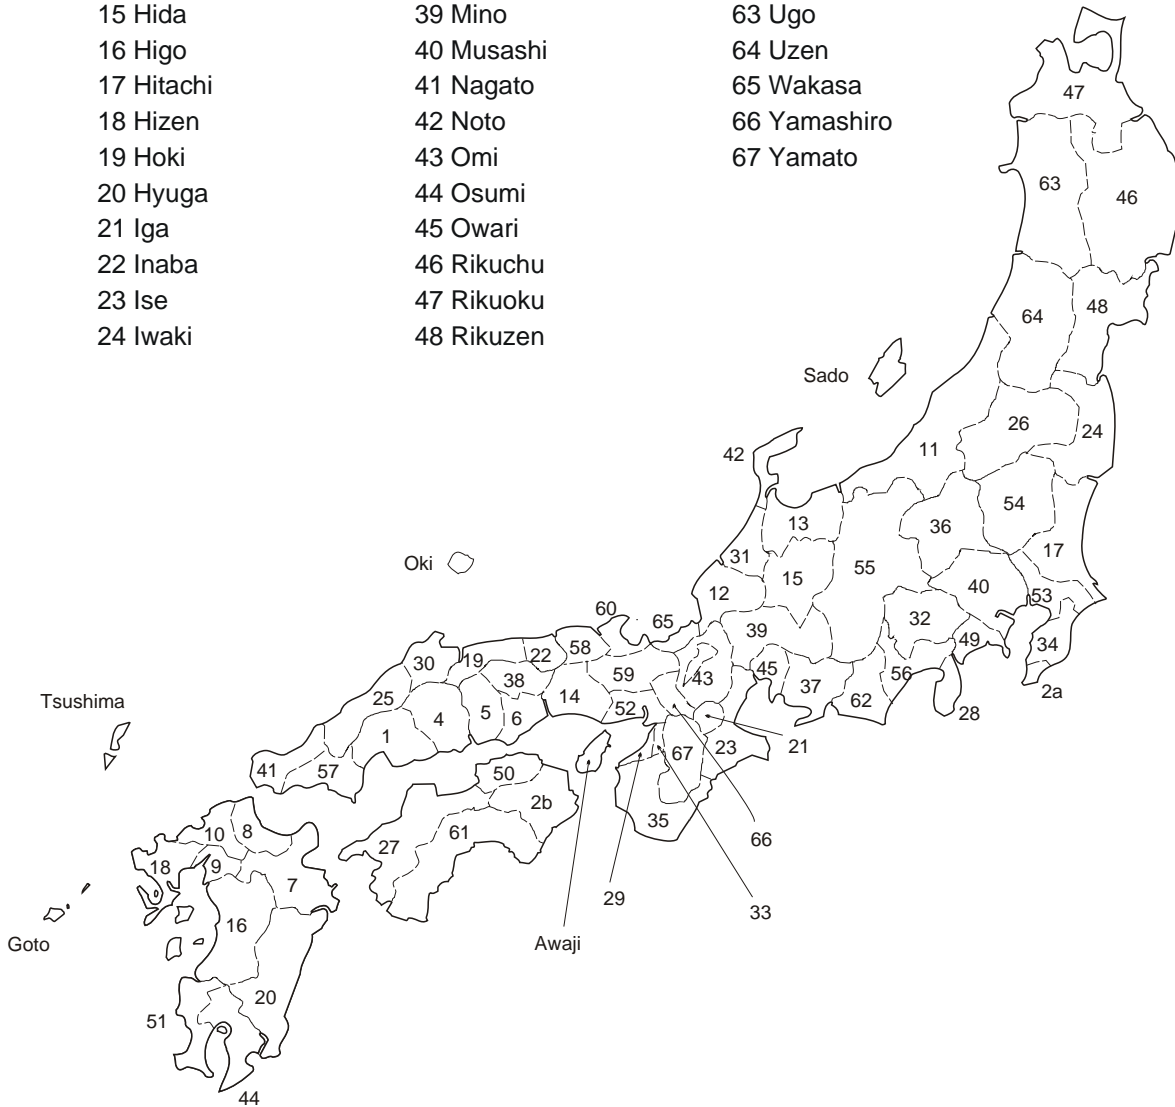 15 Hida
16 Higo
17 Hitachi
18 Hizen
19 Hoki
20 Hyuga
21 Iga
22 Inaba
23 Ise
24 Iwaki
39 Mino
40 Musashi
41 Nagato
42 Noto
43 Omi
44 Osumi
45 Owari
46 Rikuchu
47 Rikuoku
48 Rikuzen
63 Ugo
64 Uzen
65 Wakasa
66 Yamashiro
67 Yamato
47
63
46
48
64
Sado
26
24
42
11
54
13
36
17
31
Oki
15
55
12
40
53
60
65
32
39
49
34
58
22
19
30
59
38
43
45
56
37
2a
25
14
62
28
Tsushima
5
6
52
4
1
21
23
67
41
57
50
2b
35
10
8
61
66
27
18
9
7
29
33
16
Goto
Awaji
20
51
44